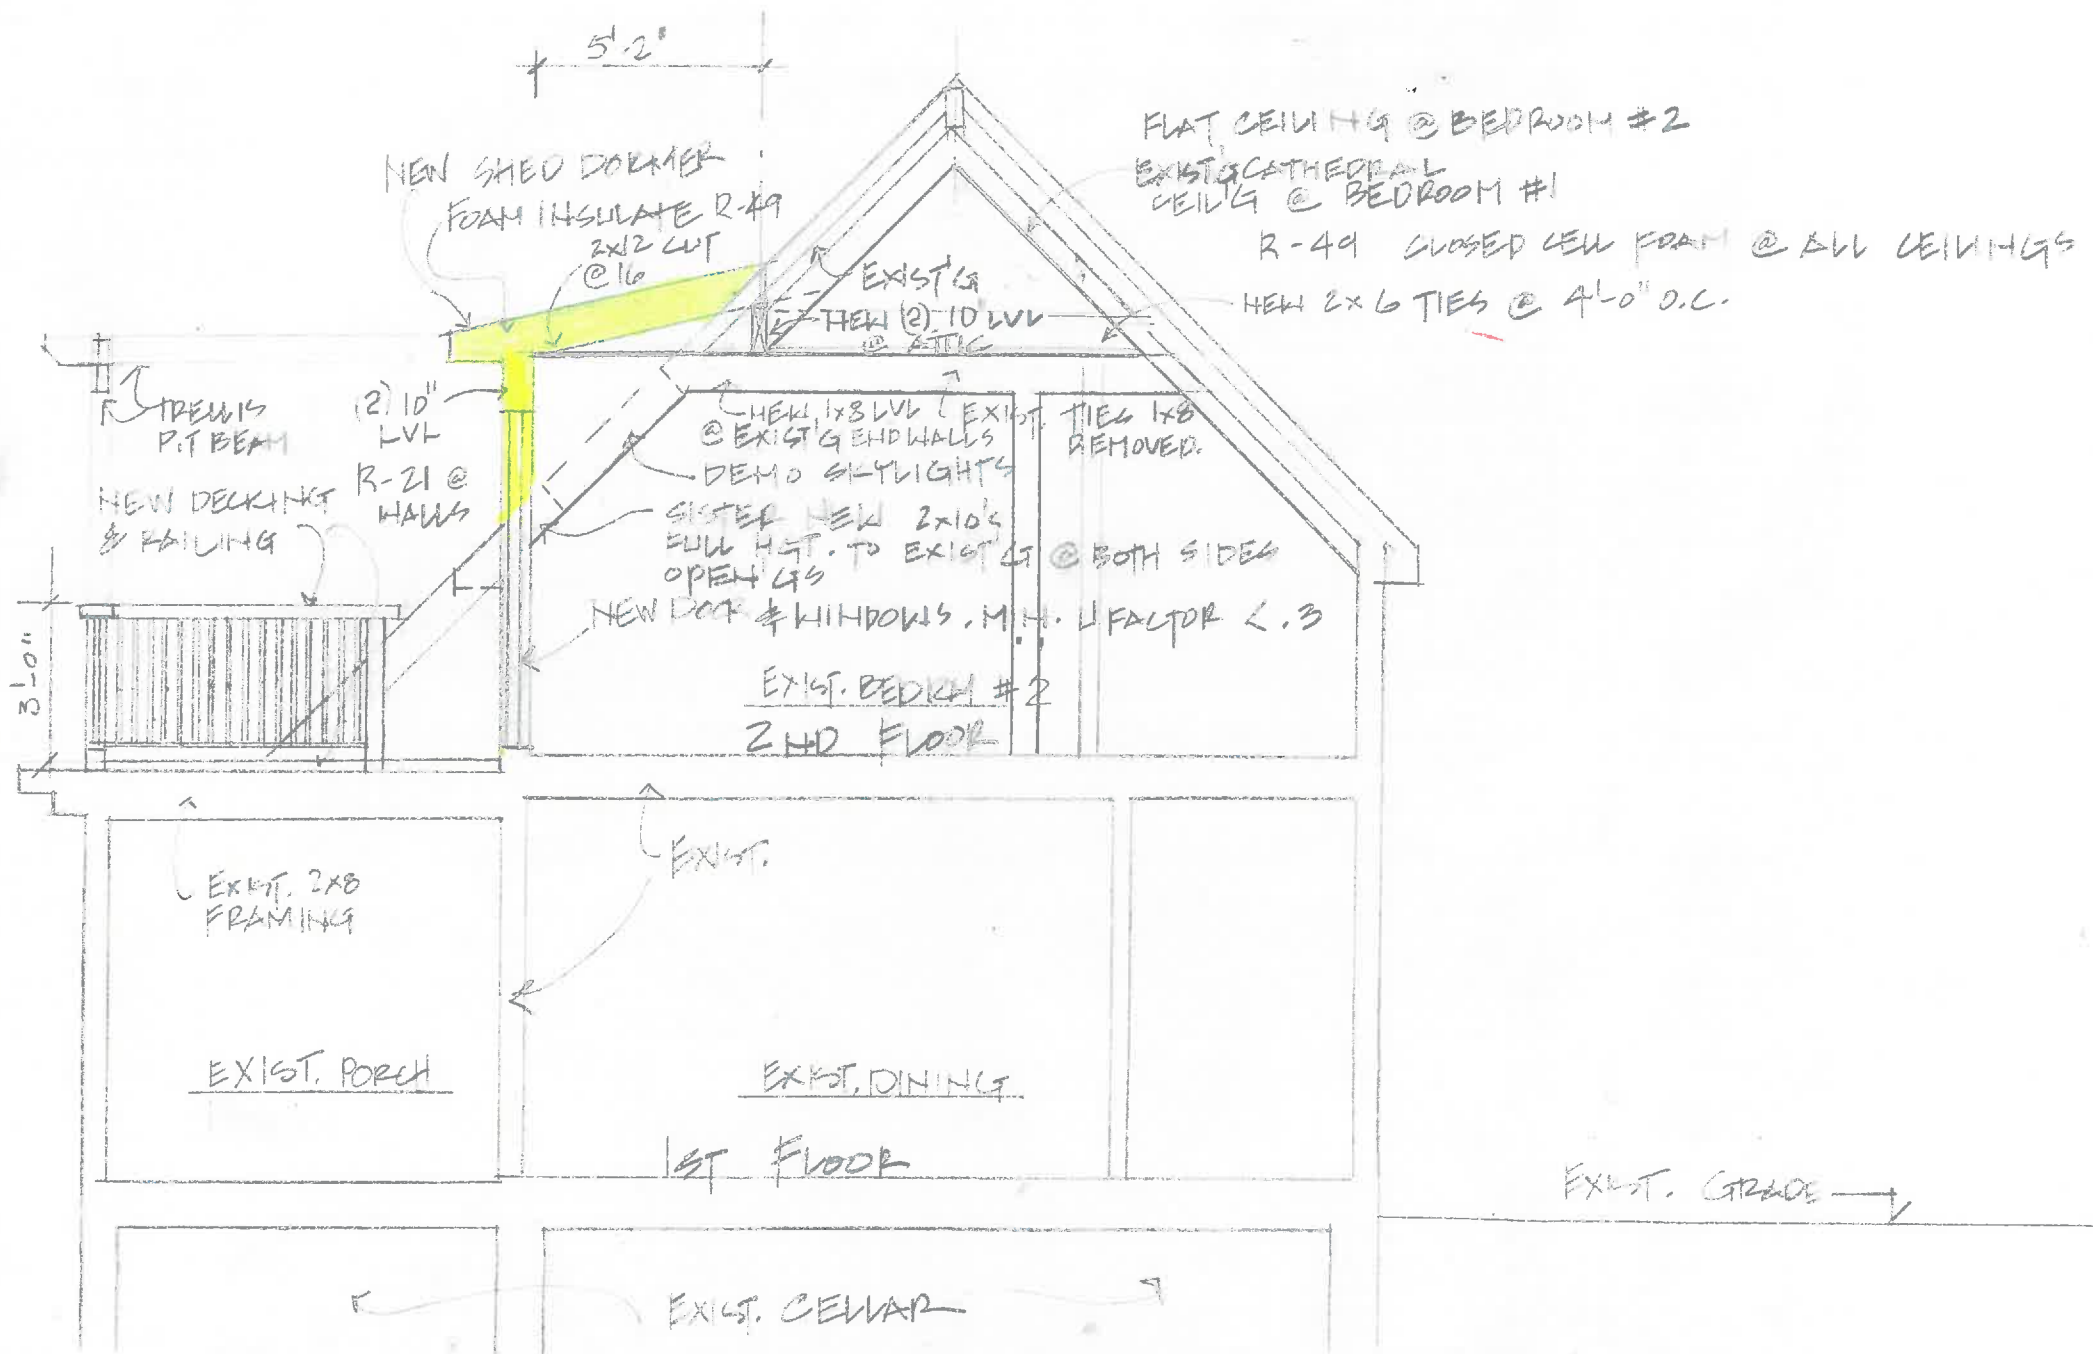 5'-2"
NEW SHED DORMER
FOAM INSULATE R-49
2x12 CUT
@ 16
FLAT CEILING @ BEDROOM #2
EXIST'G CATHEDRAL
CEIL'G @ BEDROOM #1
R-49 CLOSED CELL FOAM @ ALL CEILINGS
NEW 2x6 TIES @ 4'-0" O.C.
EXIST'G
NEW (2) 10" LVL
@ ATTIC
TRELLIS
P.T BEAM
(2) 10"
LVL
R-21 @
WALLS
NEW 1x8 LVL
@ EXIST'G ENDWALLS
EXIST. TIES 1x8
REMOVED.
DEMO SKYLIGHTS
NEW DECKING
& RAILING
SISTER NEW 2x10's
FULL HGT. TO EXIST'G @ BOTH SIDES
OPEN'GS
NEW DOOR & WINDOWS. MIN. U FACTOR < .3
3'-0"
EXIST. BEDRM #2
2ND FLOOR
EXIST.
EXIST. 2x8
FRAMING
EXIST. PORCH
EXIST. DINING
1ST FLOOR
EXIST. GRADE
EXIST. CELLAR